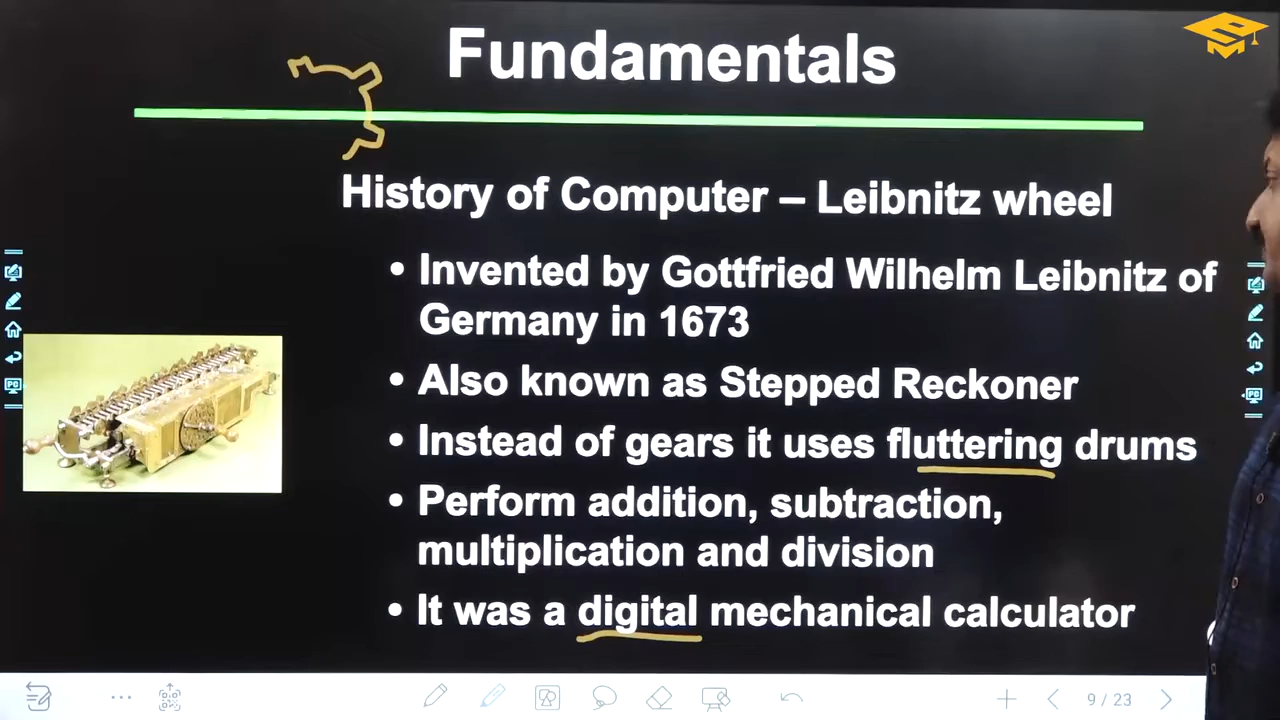 Fundamentals
History of Computer – Leibnitz wheel
• Invented by Gottfried Wilhelm Leibnitz of
Germany in 1673
• Also known as Stepped Reckoner
• Instead of gears it uses fluttering drums
• Perform addition, subtraction,
multiplication and division
• It was a digital mechanical calculator
9 / 23